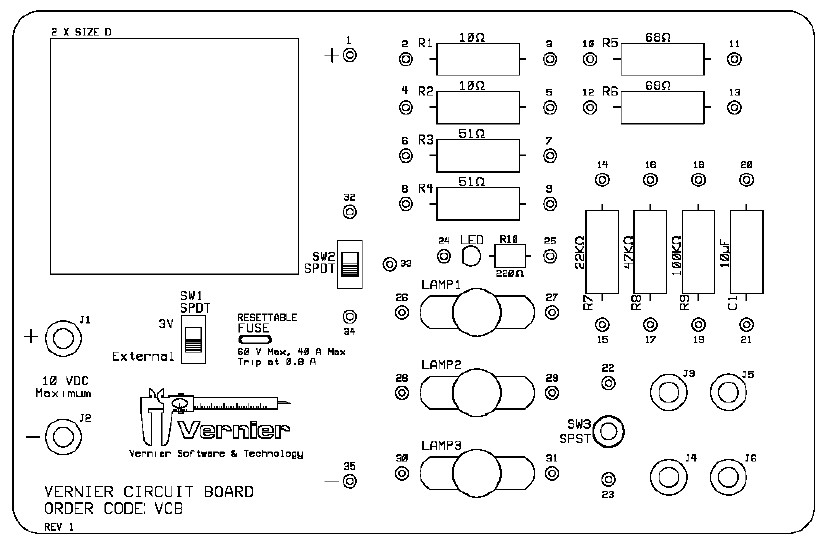 2 X SIZE D
+ 1
2 R1 10Ω 3
10 R5 68Ω 11
4 R2 10Ω 5
12 R6 68Ω 13
6 R3 51Ω 7
8 R4 51Ω 9
14 16 18 20
22KΩ 47KΩ 100KΩ 10µF
R7 R8 R9 C1
15 17 19 21
32
SW2
SPDT
33
34
24 LED R10 25
220Ω
LAMP1
26 27
SW1
SPDT
3V
External
RESETTABLE
FUSE
60 V Max, 40 A Max
Trip at 0.9 A
+ J1
10 VDC
Maximum
- J2
LAMP2
28 29
22
J3 J5
SW3
SPST
Vernier
Vernier Software & Technology
LAMP3
30 31
- 35
23
J4 J6
VERNIER CIRCUIT BOARD
ORDER CODE: VCB
REV 1